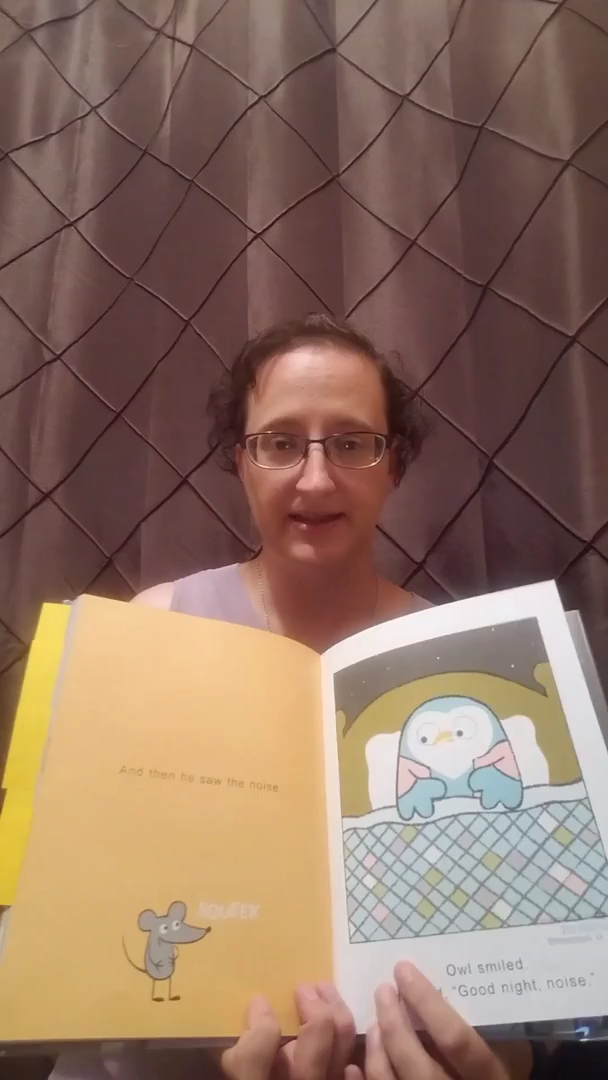 And then he saw the noise
SQUEEK
Owl smiled.
"Good night, noise."